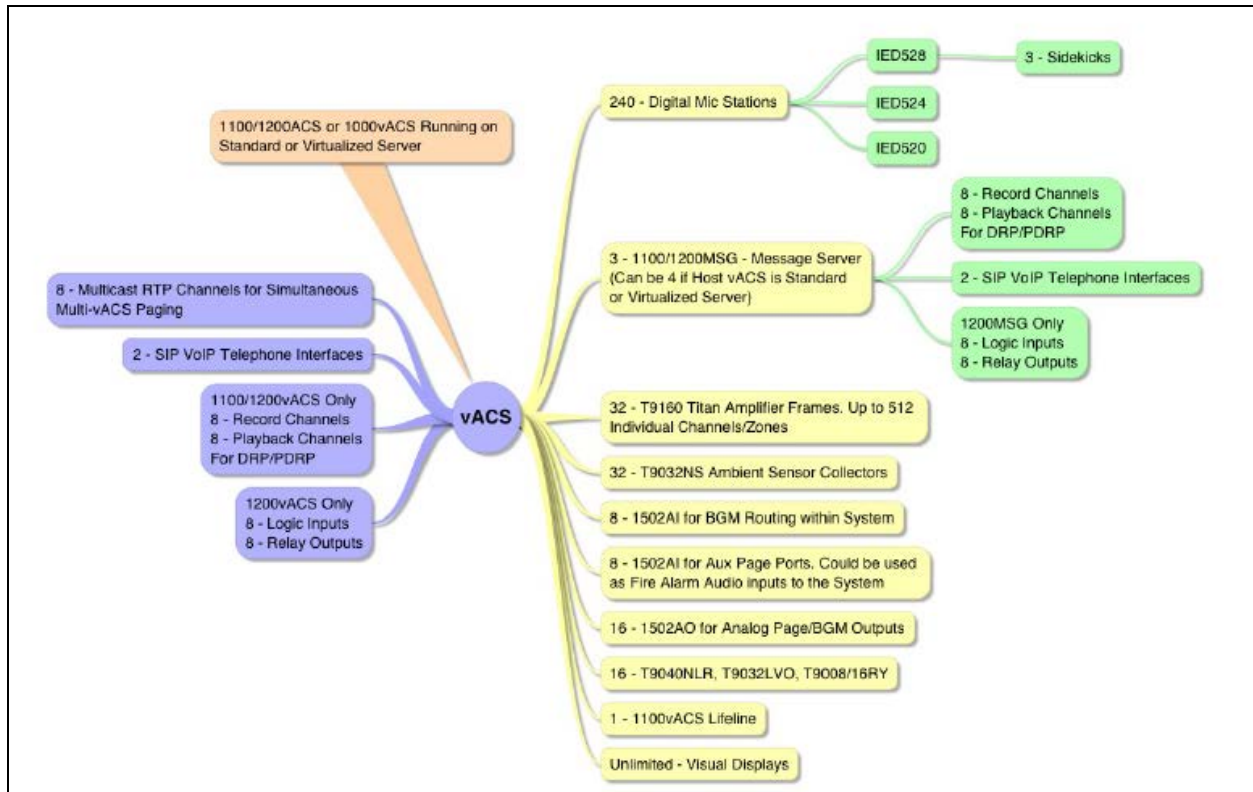 1100/1200ACS or 1000vACS Running on
Standard or Virtualized Server
8 - Multicast RTP Channels for Simultaneous
Multi-vACS Paging
2 - SIP VoIP Telephone Interfaces
1100/1200vACS Only
8 - Record Channels
8 - Playback Channels
For DRP/PDRP
1200vACS Only
8 - Logic Inputs
8 - Relay Outputs
vACS
240 - Digital Mic Stations
IED528
3 - Sidekicks
IED524
IED520
3 - 1100/1200MSG - Message Server
(Can be 4 if Host vACS is Standard
or Virtualized Server)
8 - Record Channels
8 - Playback Channels
For DRP/PDRP
2 - SIP VoIP Telephone Interfaces
1200MSG Only
8 - Logic Inputs
8 - Relay Outputs
32 - T9160 Titan Amplifier Frames. Up to 512
Individual Channels/Zones
32 - T9032NS Ambient Sensor Collectors
8 - 1502AI for BGM Routing within System
8 - 1502AI for Aux Page Ports. Could be used
as Fire Alarm Audio inputs to the System
16 - 1502AO for Analog Page/BGM Outputs
16 - T9040NLR, T9032LVO, T9008/16RY
1 - 1100vACS Lifeline
Unlimited - Visual Displays